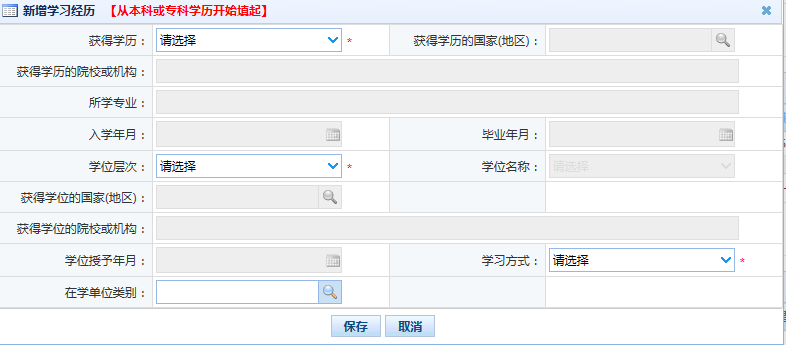 新增学习经历 【从本科或专科学历开始填起】
获得学历： 请选择 * 获得学历的国家(地区)：
获得学历的院校或机构：
所学专业：
入学年月： 毕业年月：
学位层次： 请选择 * 学位名称： 请选择
获得学位的国家(地区)：
获得学位的院校或机构：
学位授予年月： 学习方式： 请选择 *
在学单位类别：
保存 取消